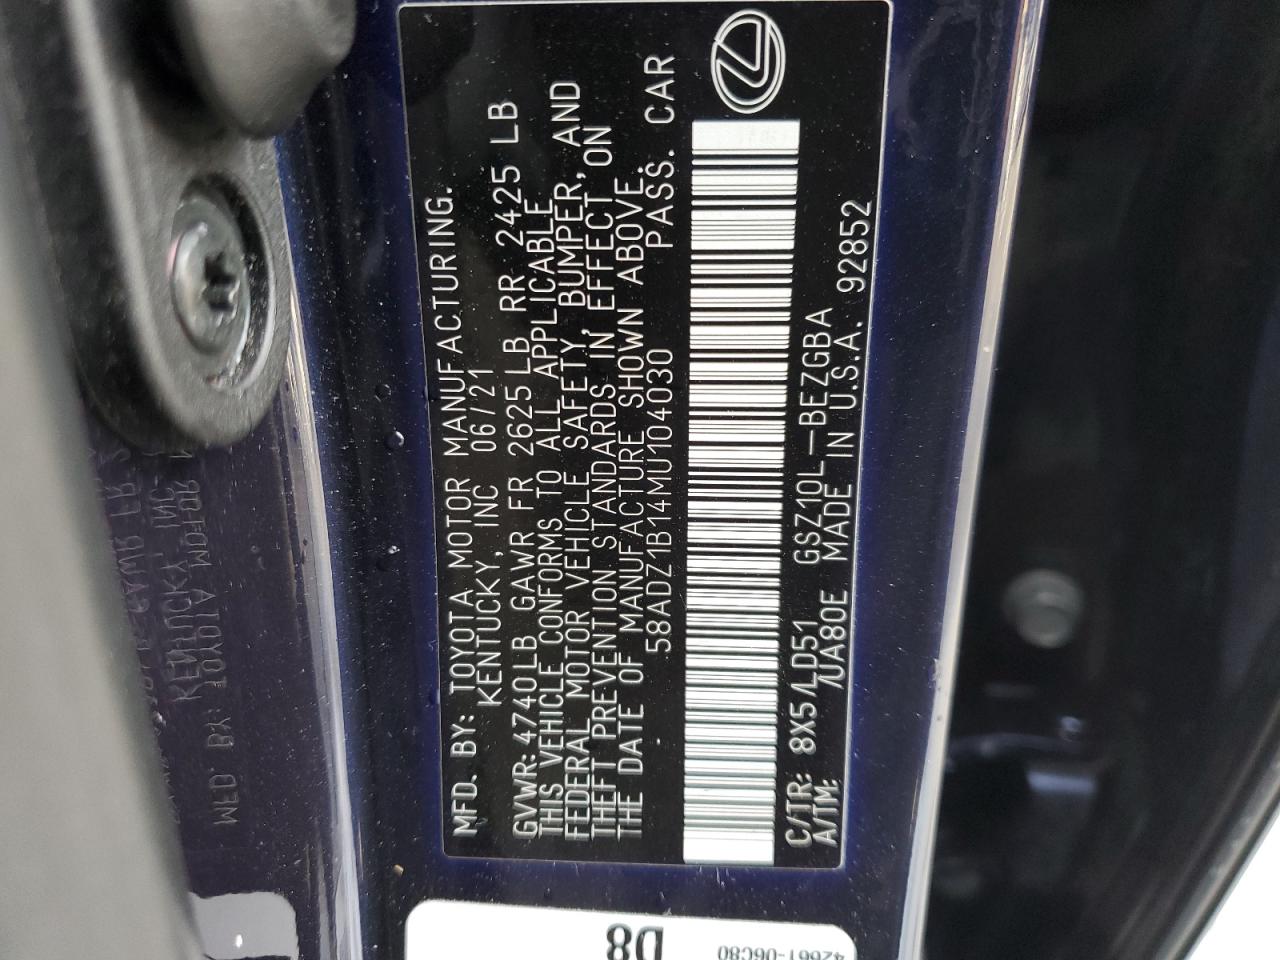 MFD. BY: TOYOTA MOTOR MANUFACTURING.
KENTUCKY, INC 06/21
GVWR: 4740LB GAWR FR 2625LB RR 2425 LB
THIS VEHICLE CONFORMS TO ALL APPLICABLE
FEDERAL MOTOR VEHICLE SAFETY, BUMPER, AND
THEFT PREVENTION STANDARDS IN EFFECT ON
THE DATE OF MANUFACTURE SHOWN ABOVE.
58ADZ1B14MU104030 PASS. CAR
C/TR: 8X5/LD51 GSZ10L-BEZGBA
A/TM: /UA80E MADE IN U.S.A. 92852
D8
42661-06C80